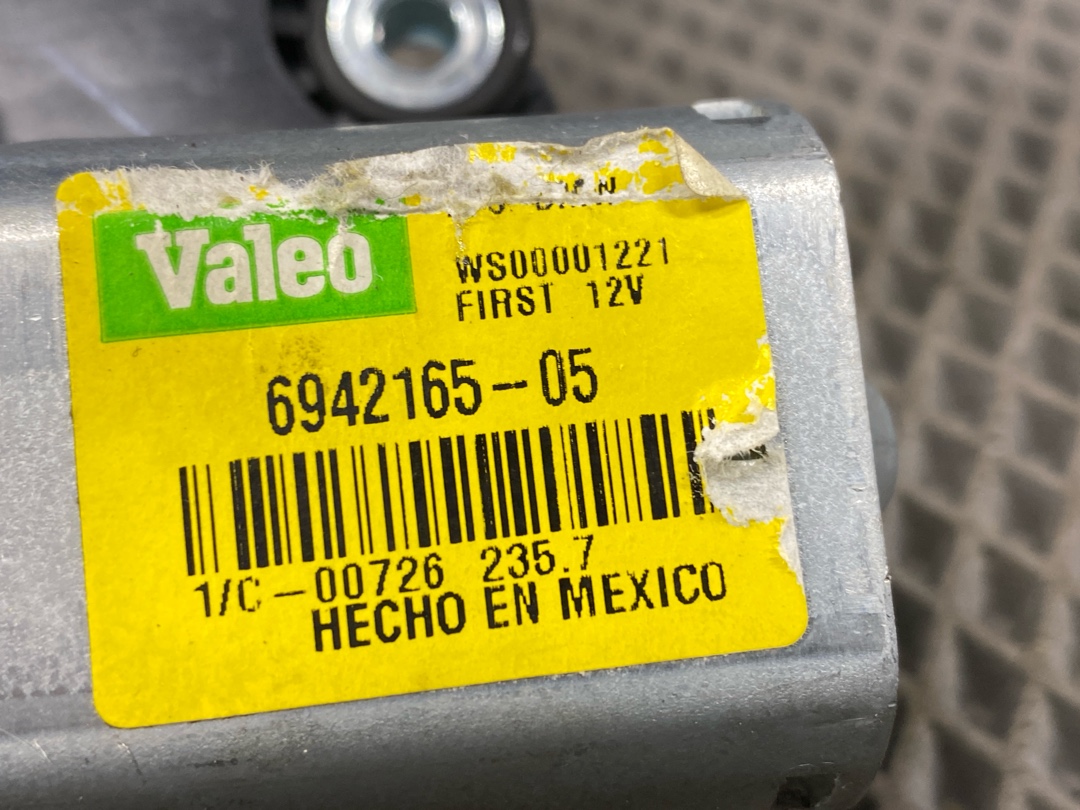 Valeo
WS00001221
FIRST 12V
6942165-05
1/C-00726 235.7
HECHO EN MEXICO